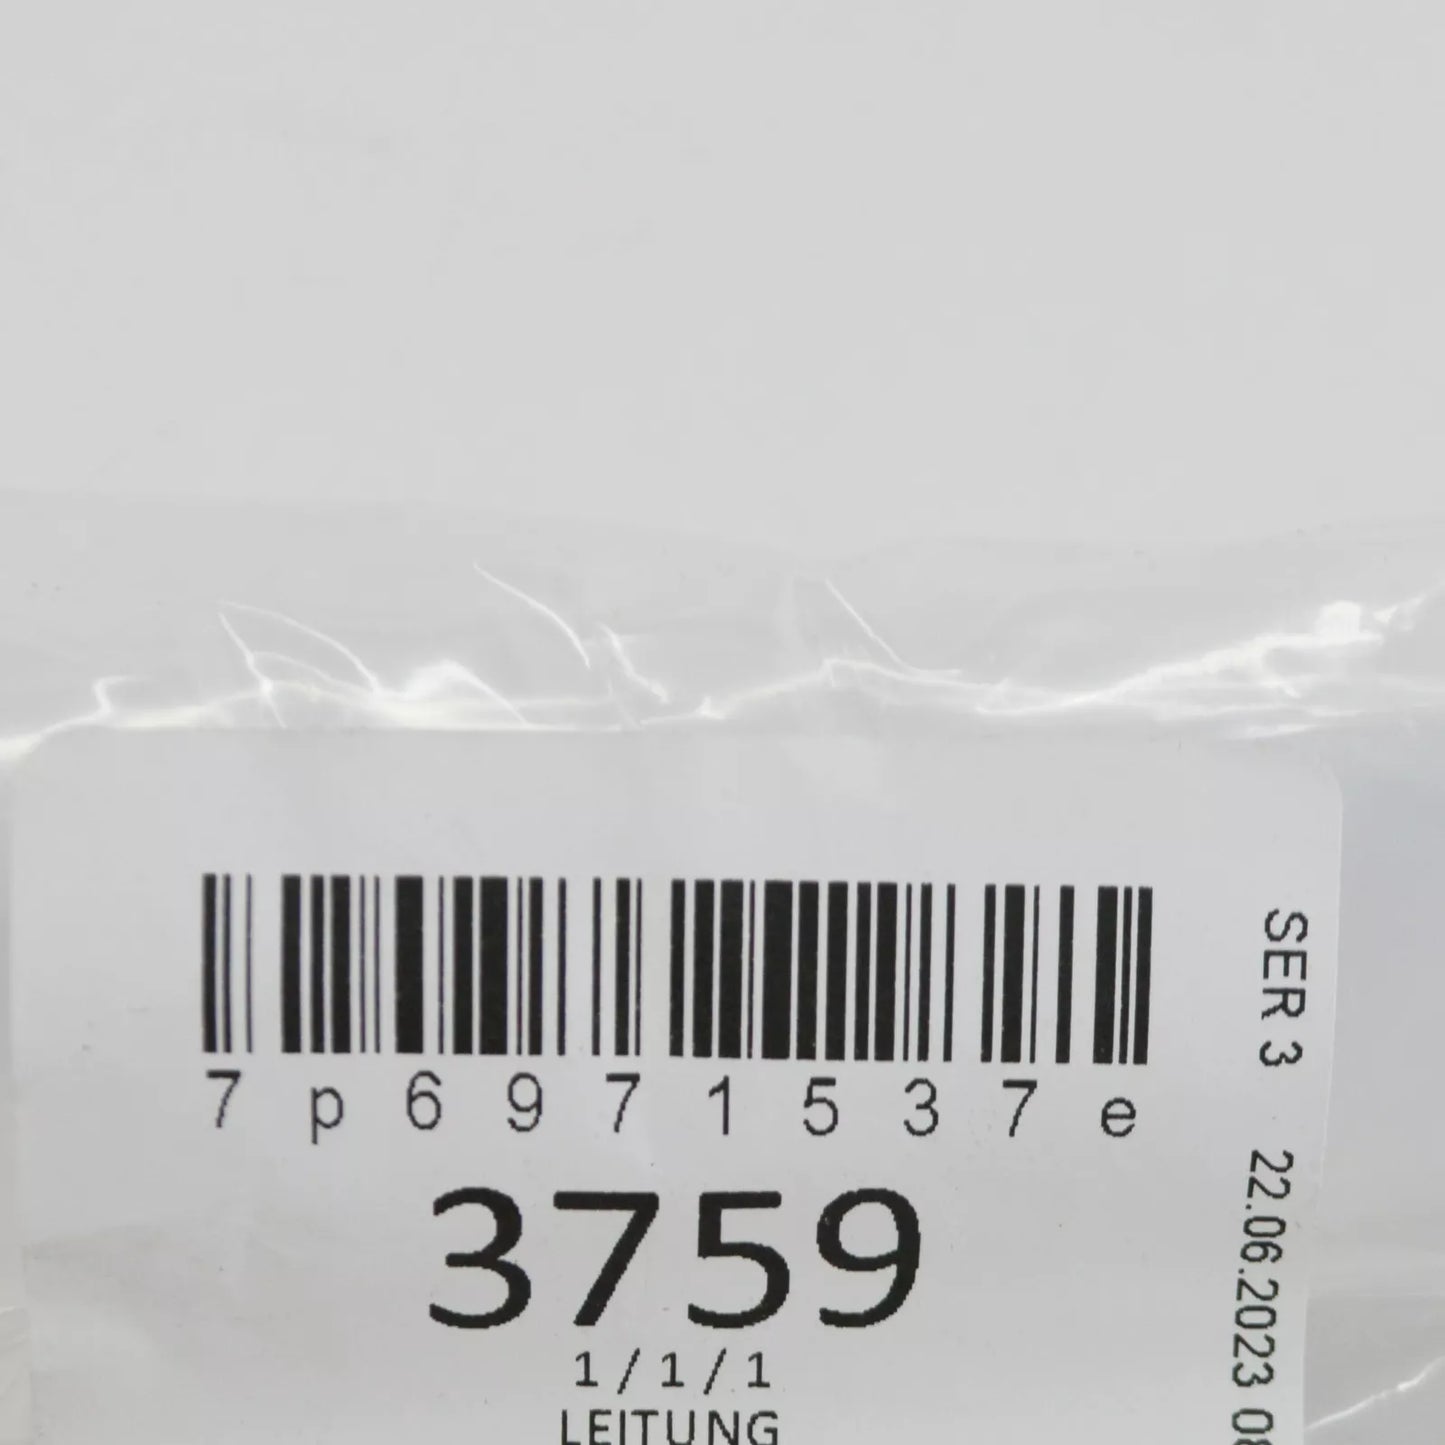 7p6971537e
3759
1/1/1
LEITUNG
SER 3 22.06.2023